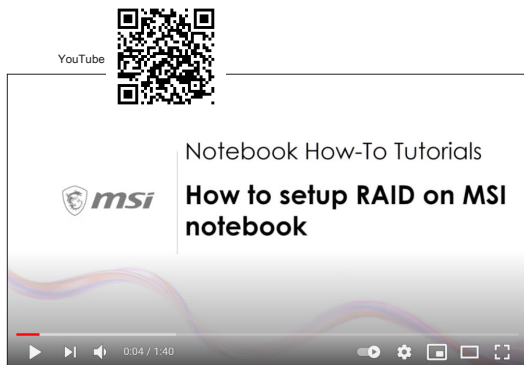 YouTube
Notebook How-To Tutorials
msi
How to setup RAID on MSI
notebook
0:04 / 1:40